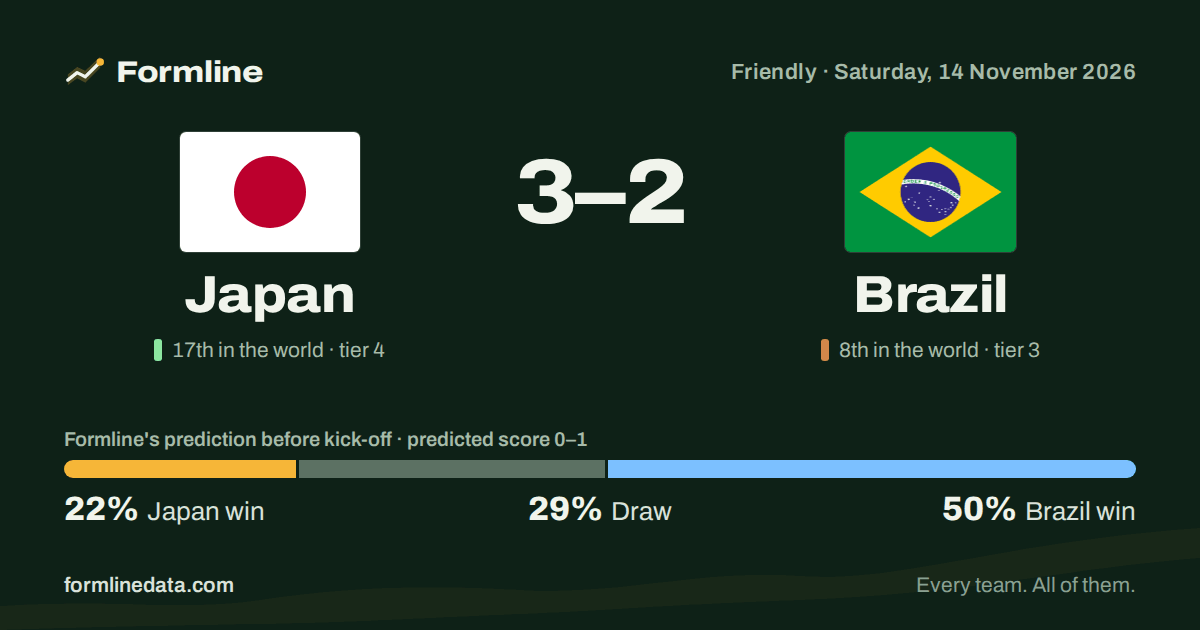 Formline
Friendly · Saturday, 14 November 2026
3–2
Japan
Brazil
17th in the world · tier 4
8th in the world · tier 3
Formline's prediction before kick-off · predicted score 0–1
22% Japan win
29% Draw
50% Brazil win
formlinedata.com
Every team. All of them.